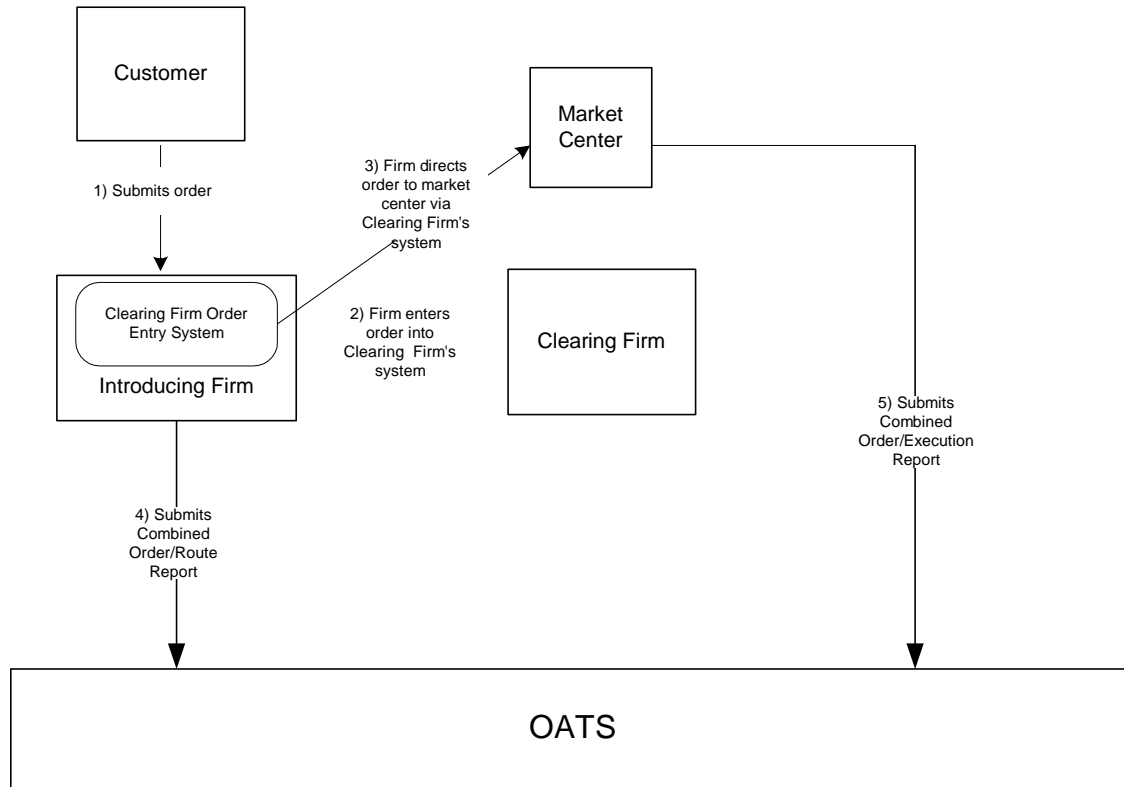 Customer
1) Submits order
Clearing Firm Order
Entry System
Introducing Firm
3) Firm directs
order to market
center via
Clearing Firm's
system
2) Firm enters
order into
Clearing  Firm's
system
Market
Center
Clearing Firm
4) Submits
Combined
Order/Route
Report
5) Submits
Combined
Order/Execution
Report
OATS